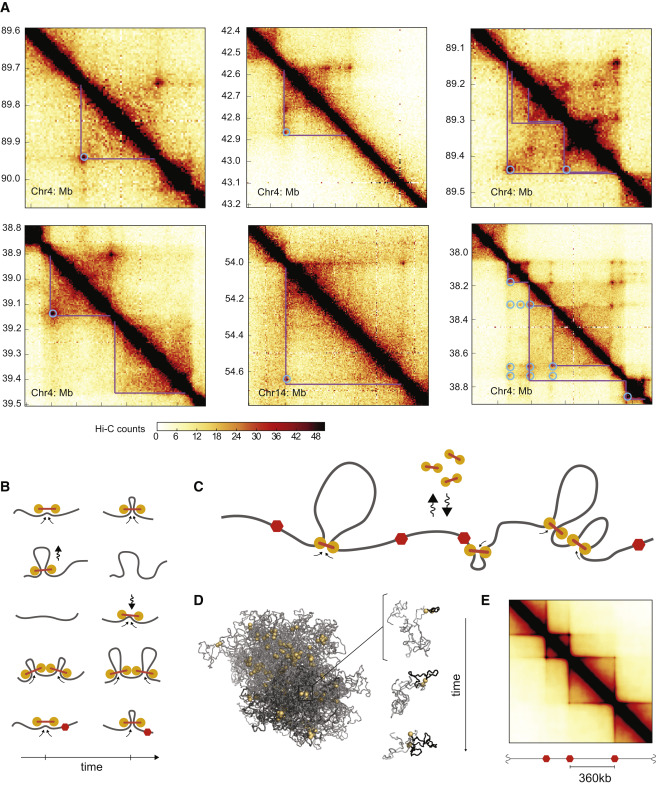 A
89.6
89.7
89.8
89.9
90.0
Chr4: Mb
42.4
42.5
42.6
42.7
42.8
42.9
43.0
43.1
43.2
Chr4: Mb
89.1
89.2
89.3
89.4
89.5
Chr4: Mb
38.8
38.9
39.0
39.1
39.2
39.3
39.4
39.5
Chr4: Mb
54.0
54.2
54.4
54.6
Chr14: Mb
38.0
38.2
38.4
38.6
38.8
Chr4: Mb
Hi-C counts
0 6 12 18 24 30 36 42 48
B
time
C
D
time
E
360kb